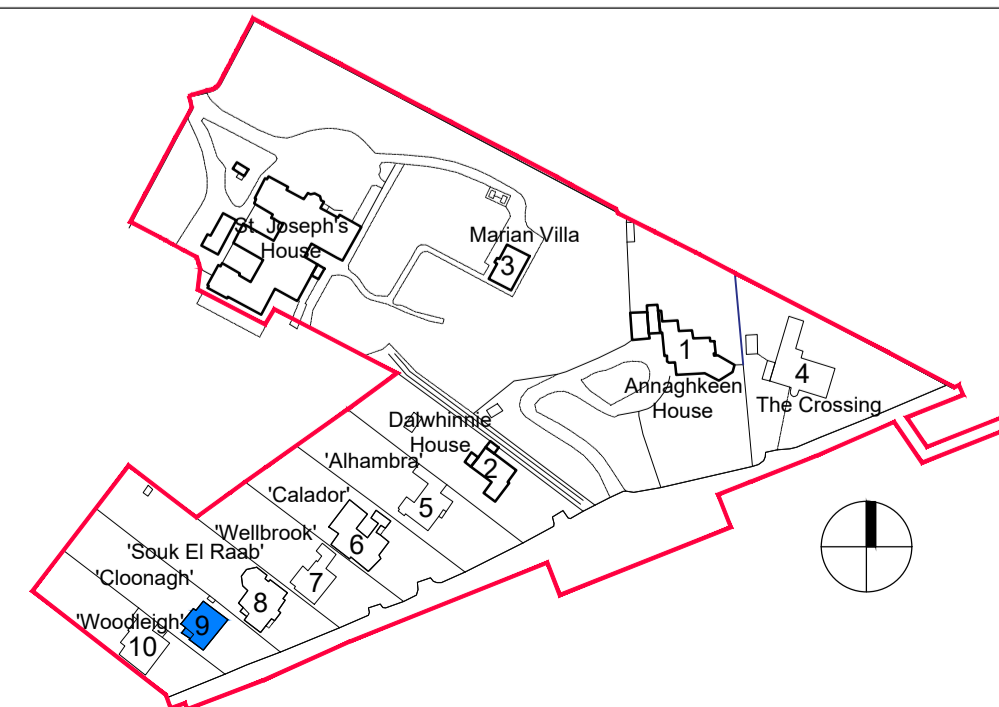 St. Joseph's
House
Marian Villa
3
1
Annaghkeen
House
4
The Crossing
Dalwhinnie
House
2
'Alhambra'
5
'Calador'
6
'Wellbrook'
7
'Souk El Raab'
8
'Cloonagh'
9
'Woodleigh'
10